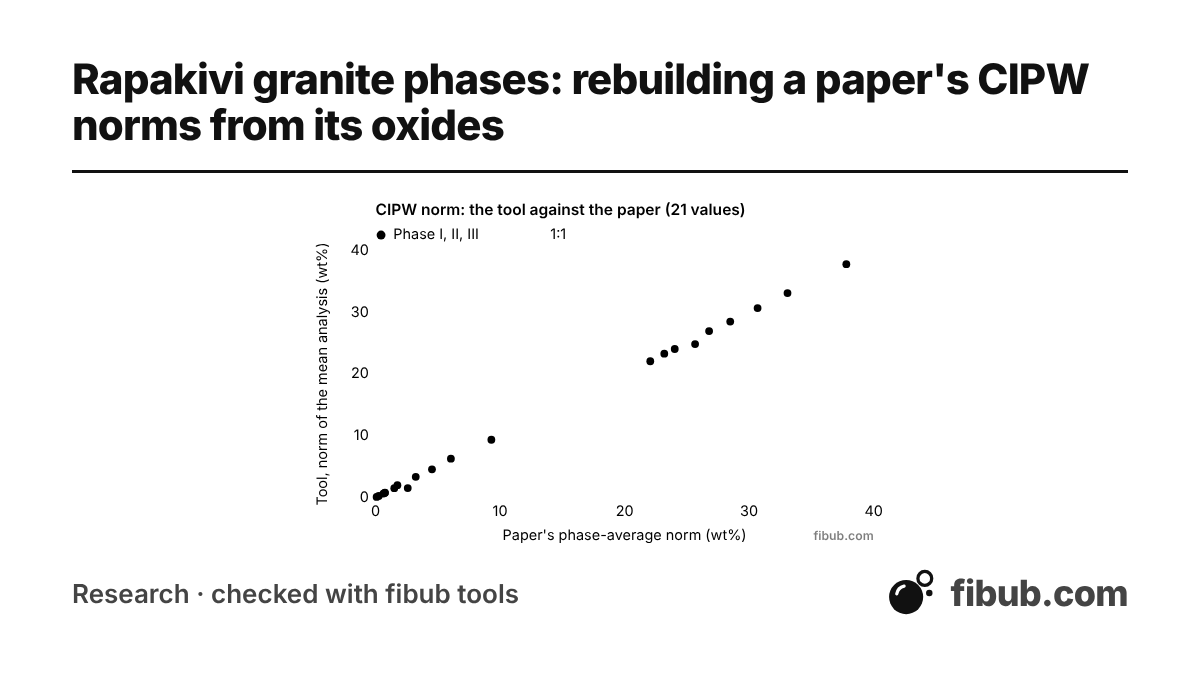 Rapakivi granite phases: rebuilding a paper's CIPW
norms from its oxides
CIPW norm: the tool against the paper (21 values)
Phase I, II, III
1:1
Tool, norm of the mean analysis (wt%)
40
30
20
10
0
0
10
20
30
40
Paper's phase-average norm (wt%)
fibub.com
Research · checked with fibub tools
fibub.com